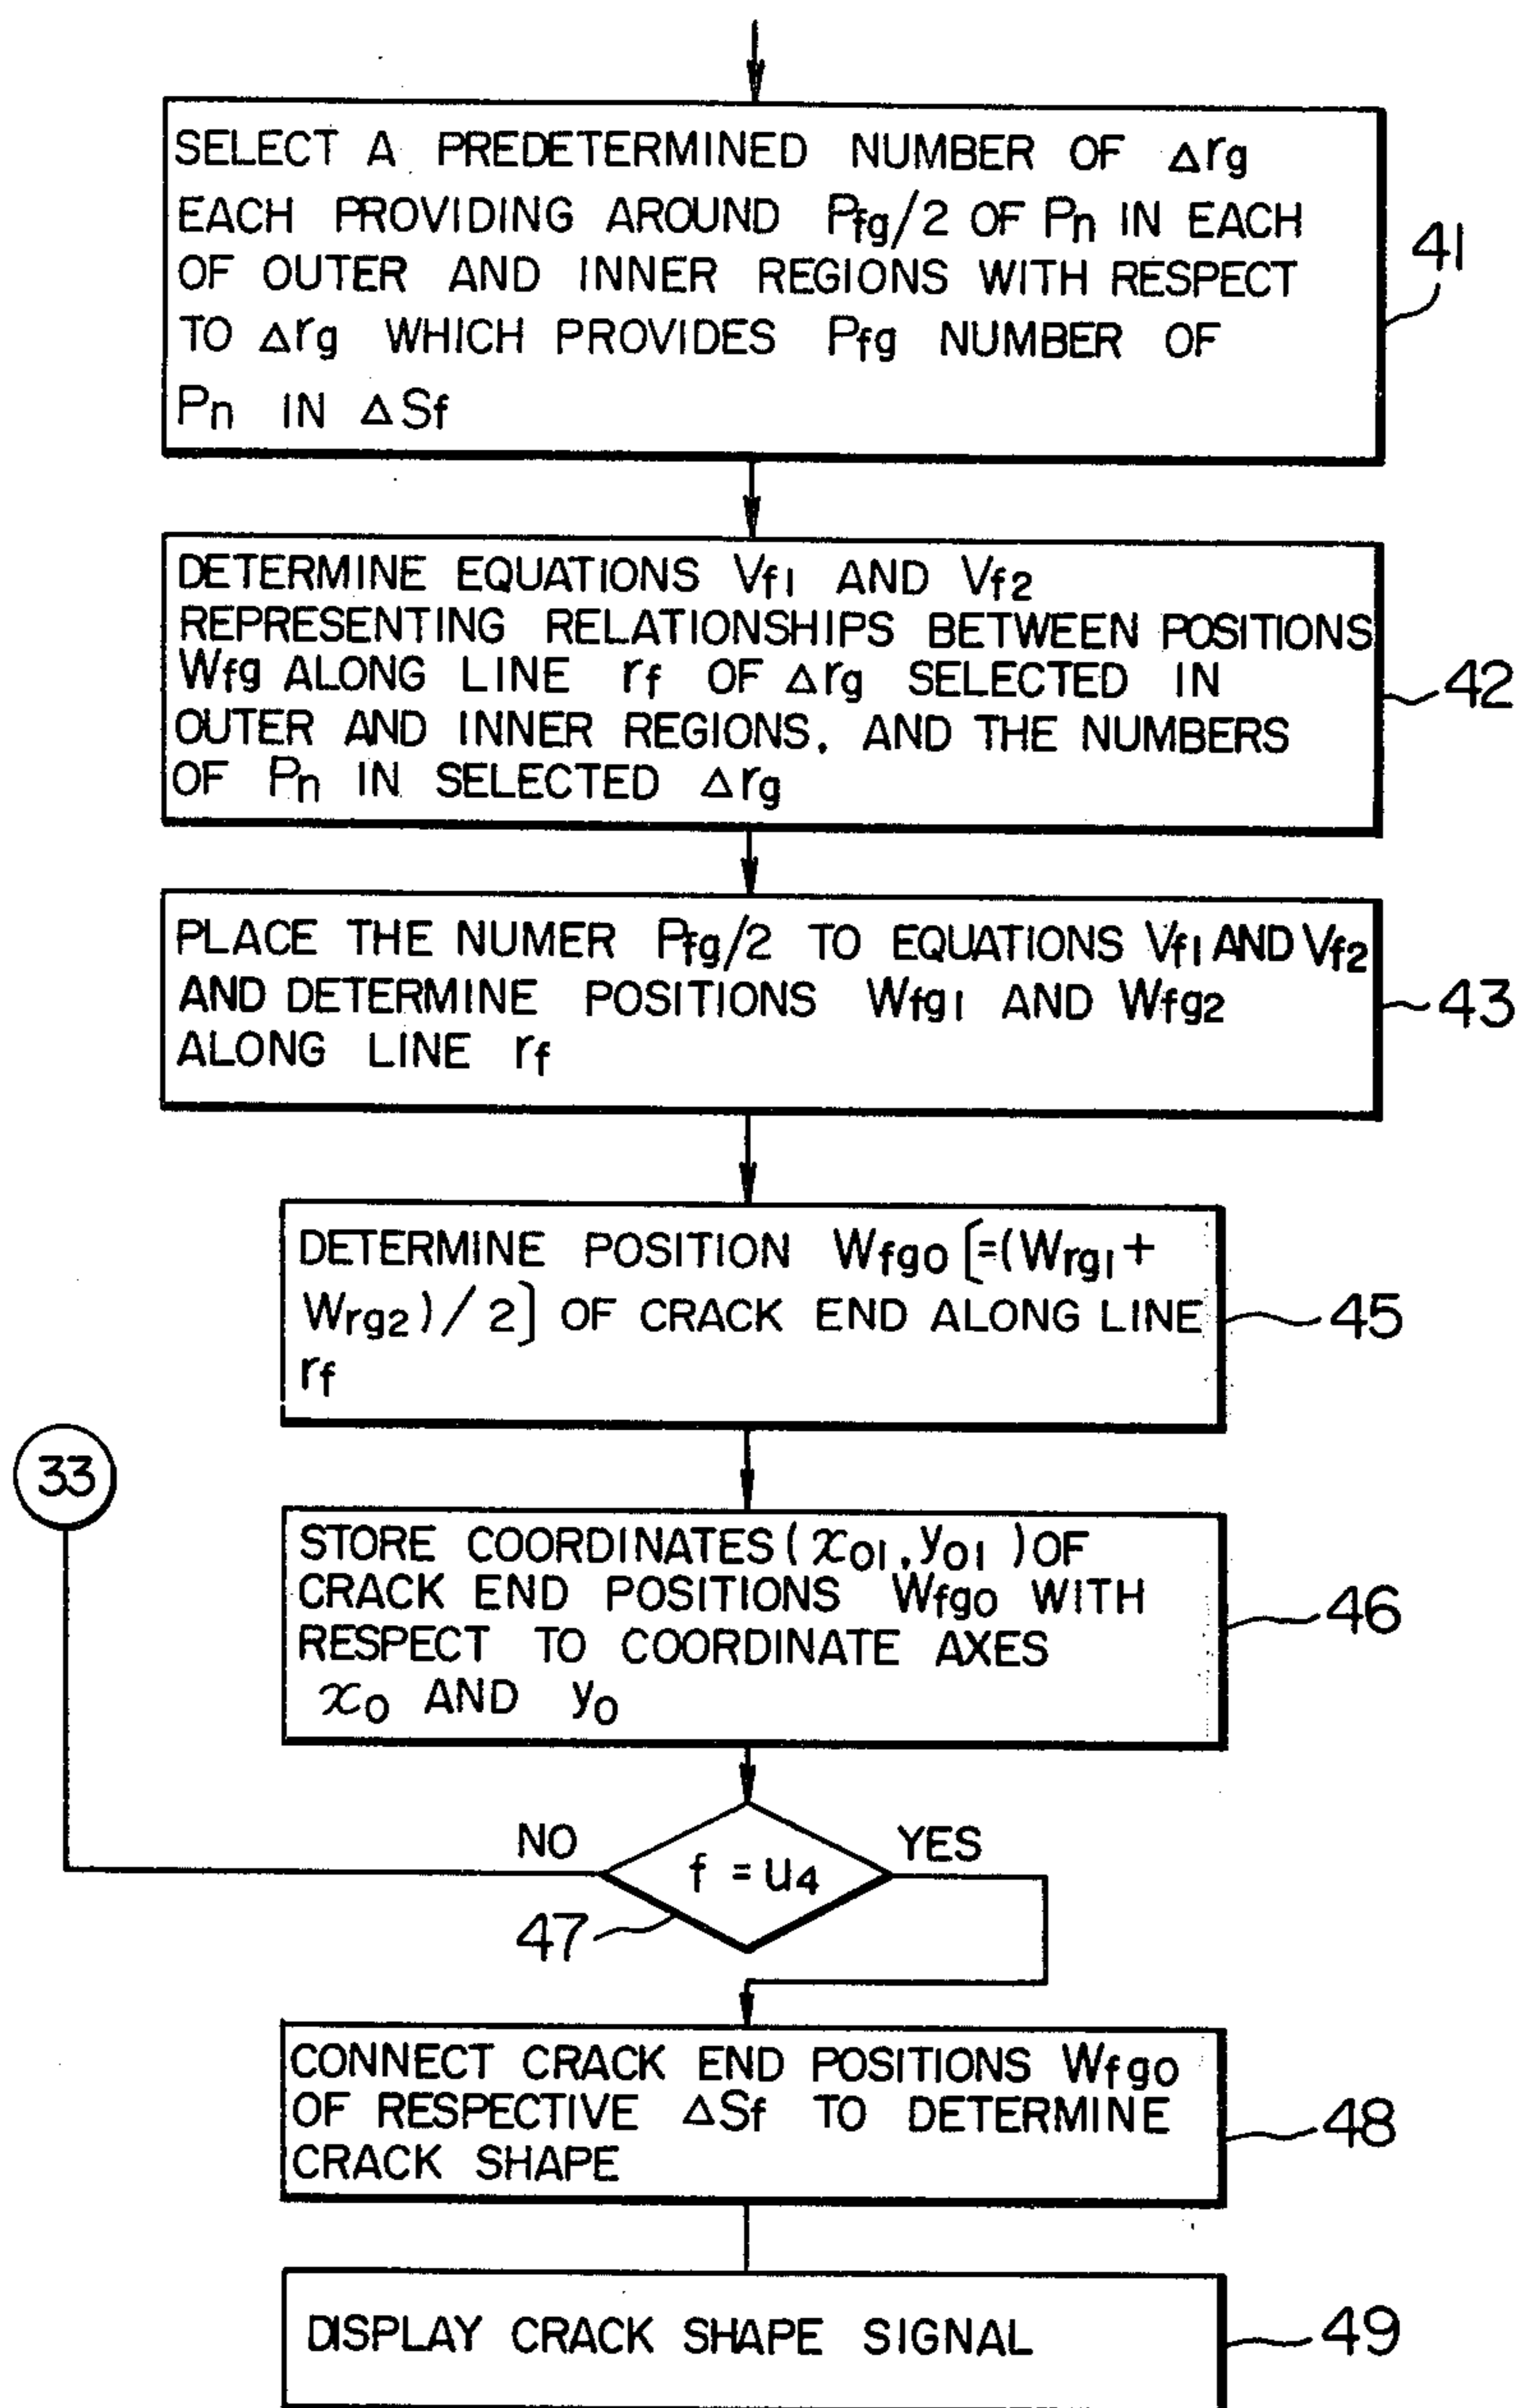 SELECT A PREDETERMINED NUMBER OF Δrg
EACH PROVIDING AROUND Pfg/2 OF Pn IN EACH
OF OUTER AND INNER REGIONS WITH RESPECT
TO Δrg WHICH PROVIDES Pfg NUMBER OF
Pn IN ΔSf
41
DETERMINE EQUATIONS Vf1 AND Vf2
REPRESENTING RELATIONSHIPS BETWEEN POSITIONS
Wfg ALONG LINE rf OF Δrg SELECTED IN
OUTER AND INNER REGIONS. AND THE NUMBERS
OF Pn IN SELECTED Δrg
42
PLACE THE NUMER Pfg/2 TO EQUATIONS Vf1 AND Vf2
AND DETERMINE POSITIONS Wfg1 AND Wfg2
ALONG LINE rf
43
DETERMINE POSITION Wfgo [=(Wrg1+
Wrg2)/2] OF CRACK END ALONG LINE
rf
45
33
STORE COORDINATES (x01, y01) OF
CRACK END POSITIONS Wfgo WITH
RESPECT TO COORDINATE AXES
x0 AND y0
46
NO
f = u4
YES
47
CONNECT CRACK END POSITIONS Wfgo
OF RESPECTIVE ΔSf TO DETERMINE
CRACK SHAPE
48
DISPLAY CRACK SHAPE SIGNAL
49